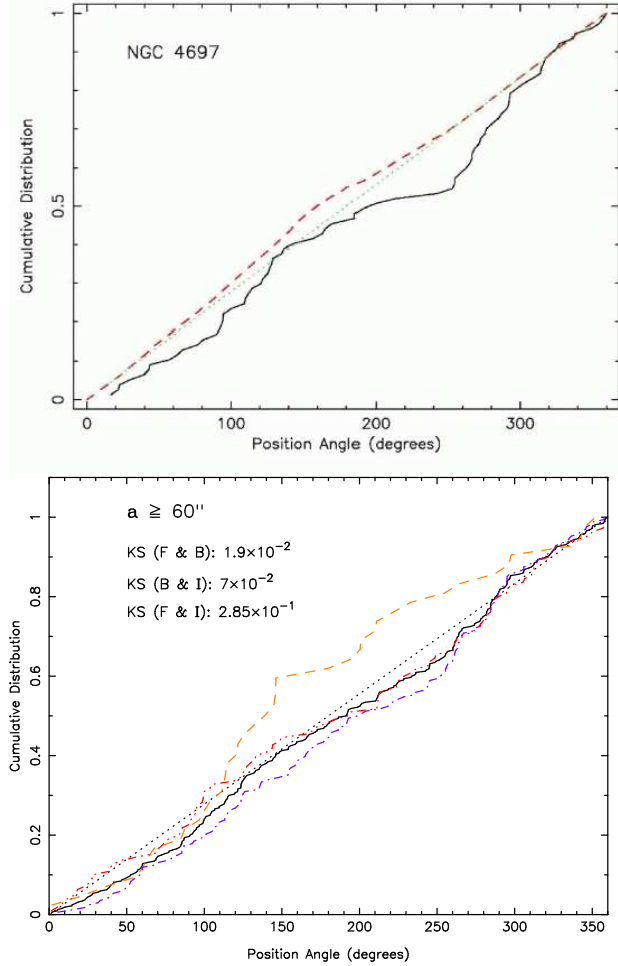 NGC 4697
Cumulative Distribution
1
0.5
0
0 100 200 300
Position Angle (degrees)
a ≧ 60"
KS (F & B): 1.9×10⁻²
KS (B & I): 7×10⁻²
KS (F & I): 2.85×10⁻¹
Cumulative Distribution
1
0.8
0.6
0.4
0.2
0
0 50 100 150 200 250 300 350
Position Angle (degrees)